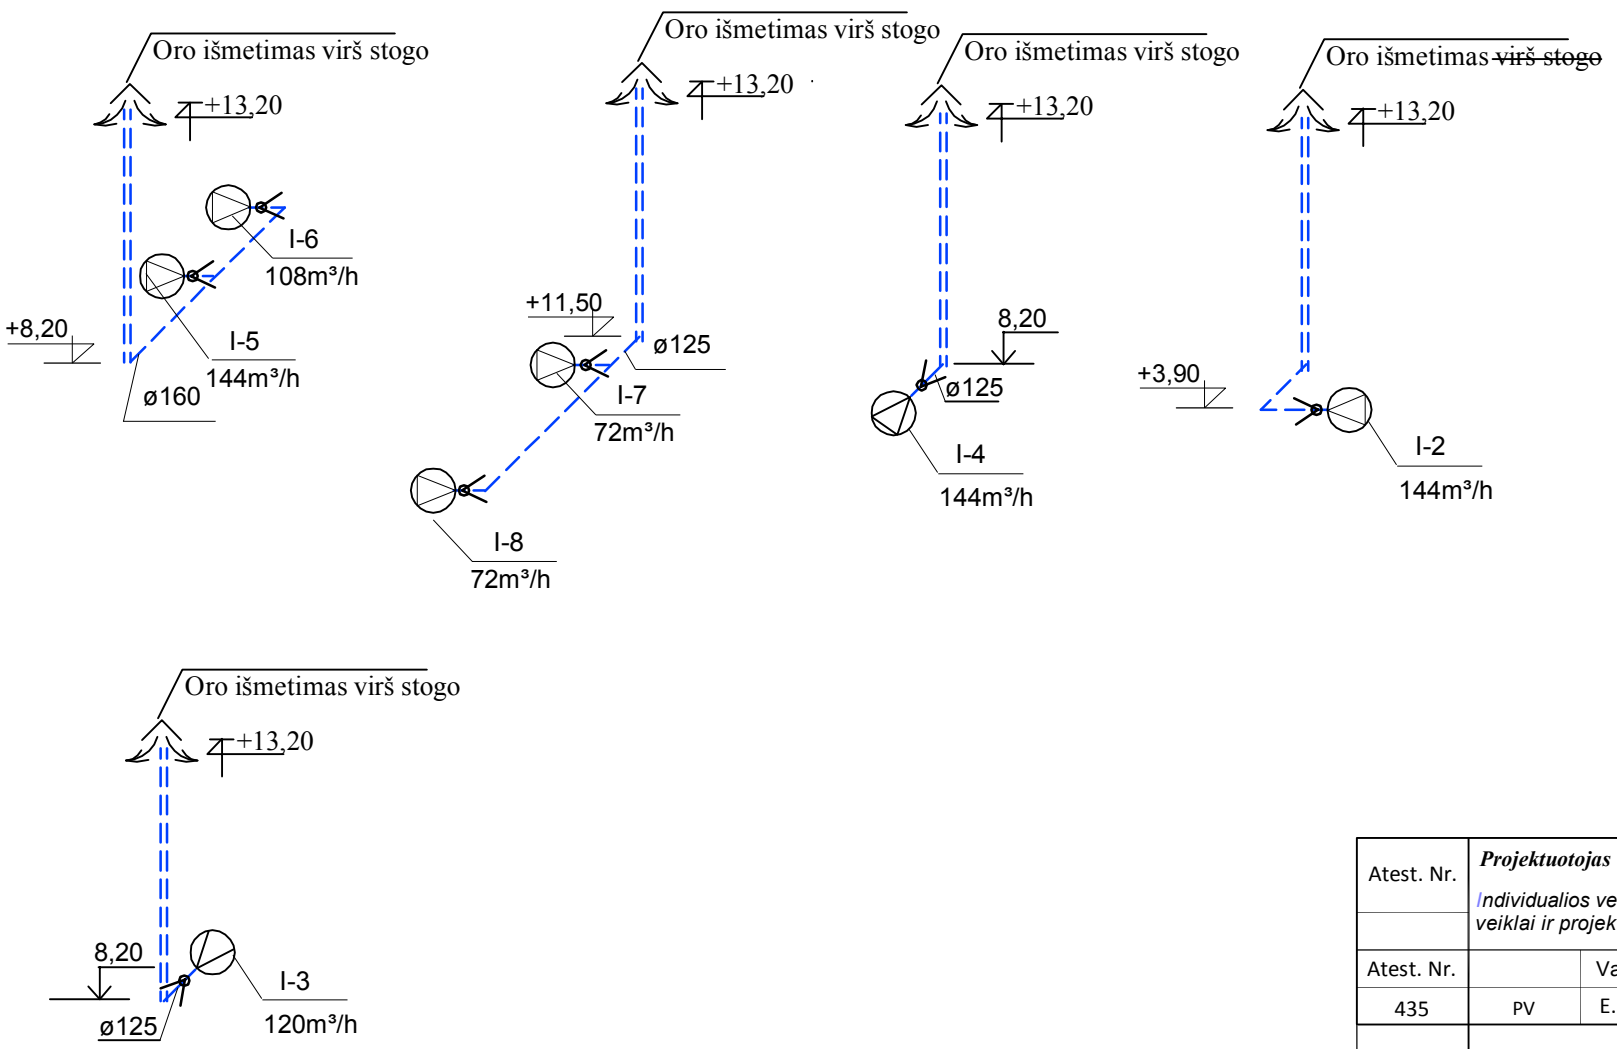 Oro išmetimas virš stogo
+13,20
I-6
108m³/h
I-5
144m³/h
+8,20
ø160
Oro išmetimas virš stogo
+13,20
+11,50
ø125
I-7
72m³/h
I-8
72m³/h
Oro išmetimas virš stogo
+13,20
8,20
ø125
I-4
144m³/h
Oro išmetimas virš stogo
+13,20
+3,90
I-2
144m³/h
Oro išmetimas virš stogo
+13,20
8,20
I-3
ø125
120m³/h
Atest. Nr.
Projektuotojas
Individualios ve
veiklai ir projek
Atest. Nr.
Va
435
PV
E.